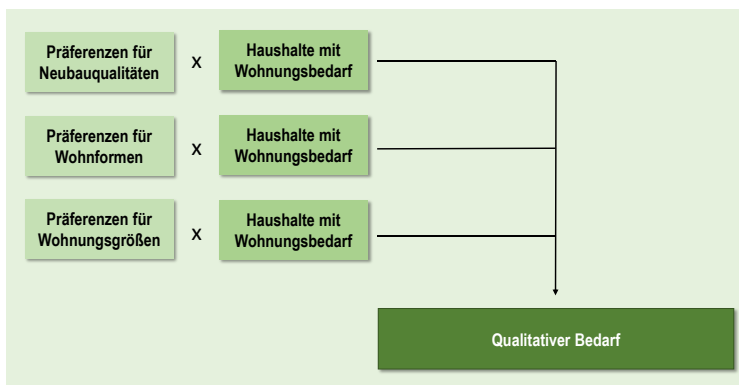 Präferenzen für
Neubauqualitäten
x
Haushalte mit
Wohnungsbedarf
Präferenzen für
Wohnformen
x
Haushalte mit
Wohnungsbedarf
Präferenzen für
Wohnungsgrößen
x
Haushalte mit
Wohnungsbedarf
Qualitativer Bedarf